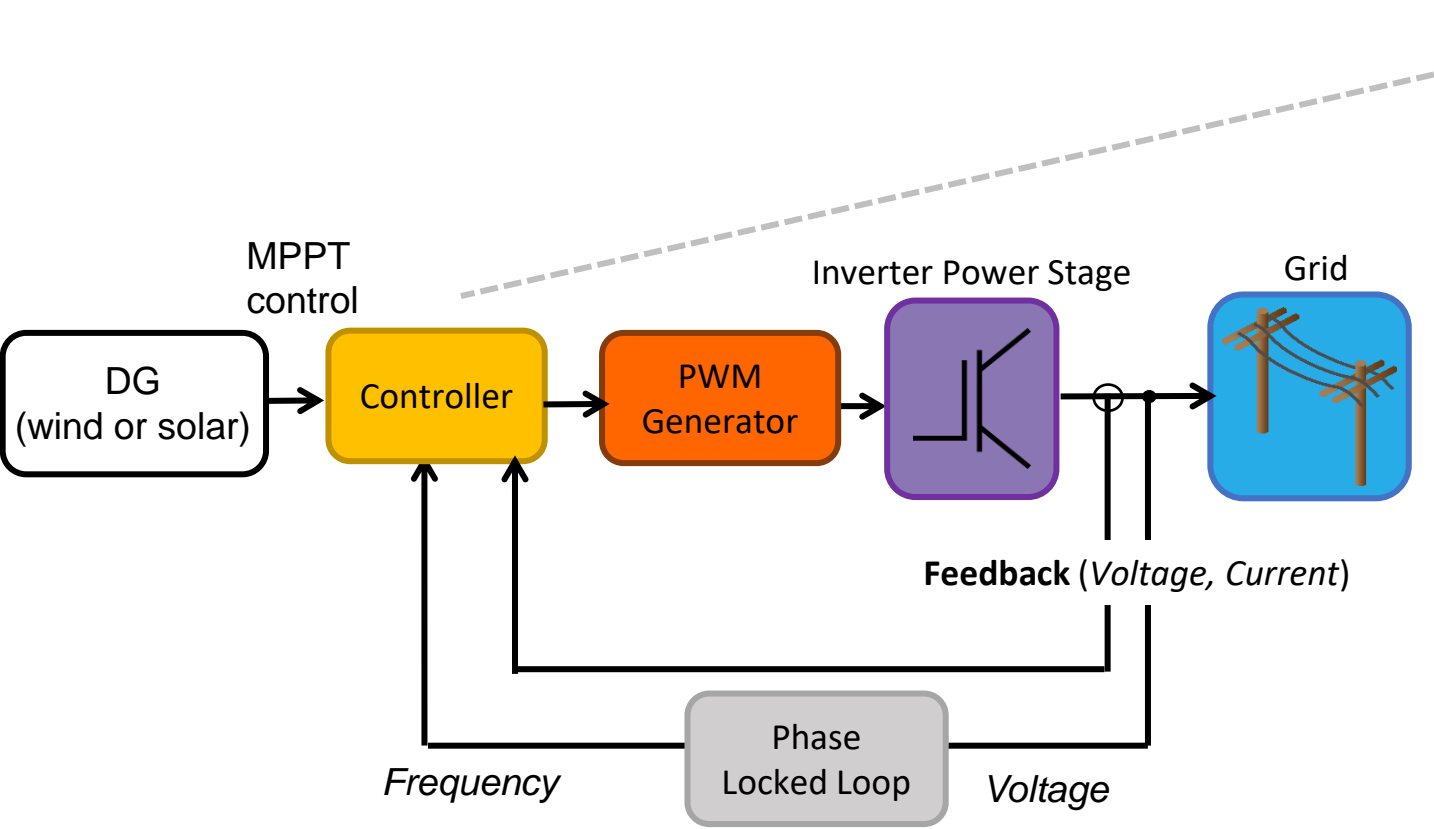 MPPT
control
Inverter Power Stage
Grid
DG
(wind or solar)
Controller
PWM
Generator
Feedback (Voltage, Current)
Phase
Locked Loop
Frequency
Voltage